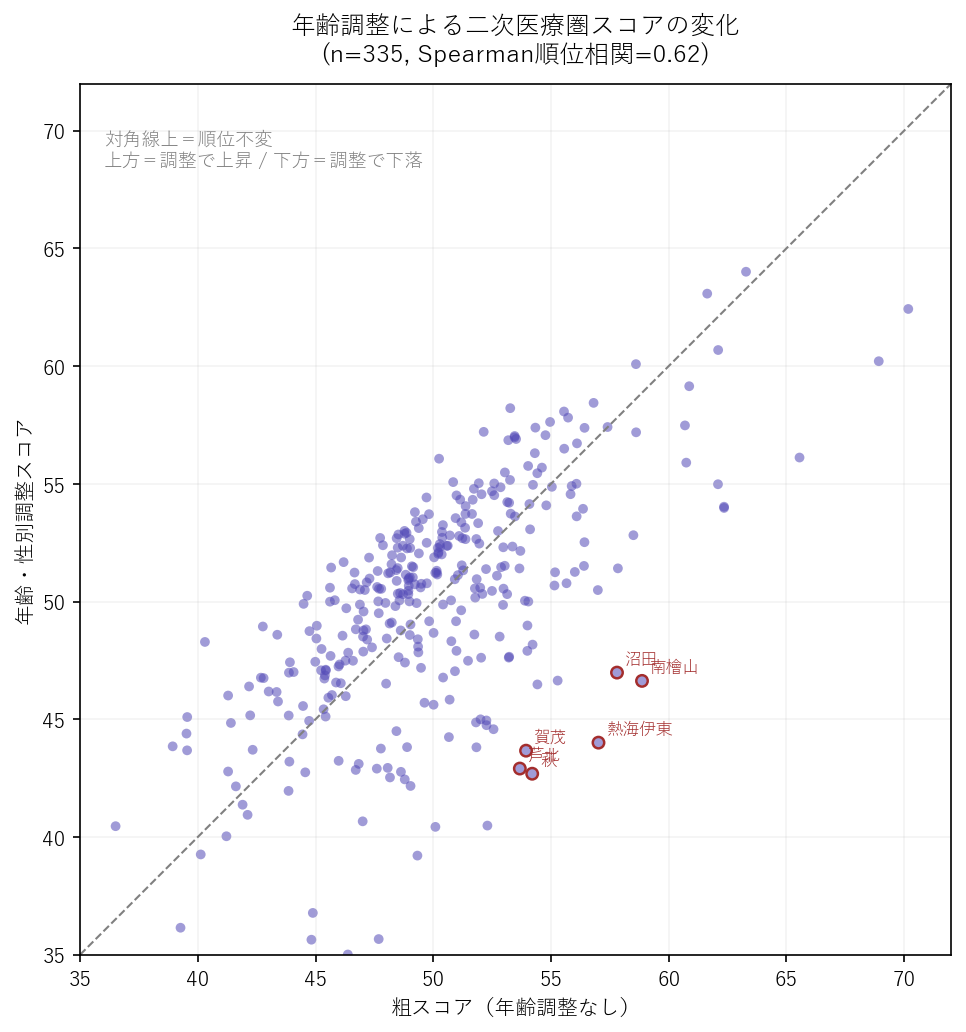 年齢調整による二次医療圏スコアの変化
(n=335, Spearman順位相関=0.62)
対角線上＝順位不変
上方＝調整で上昇 / 下方＝調整で下落
70
65
60
55
50
45
40
35
年齢・性別調整スコア
沼田
南檜山
熱海伊東
賀茂
芦北
萩
35
40
45
50
55
60
65
70
粗スコア（年齢調整なし）